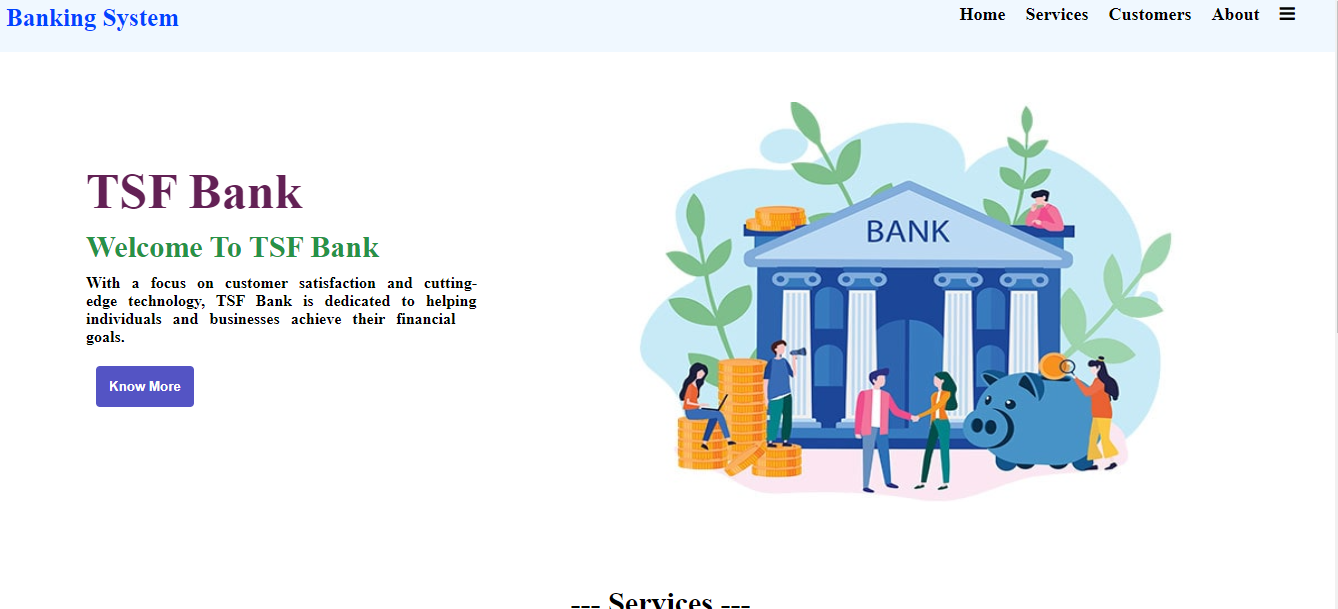 Banking System
Home Services Customers About
TSF Bank
Welcome To TSF Bank
With a focus on customer satisfaction and cutting-
edge technology, TSF Bank is dedicated to helping
individuals and businesses achieve their financial
goals.
Know More
BANK
--- Services ---